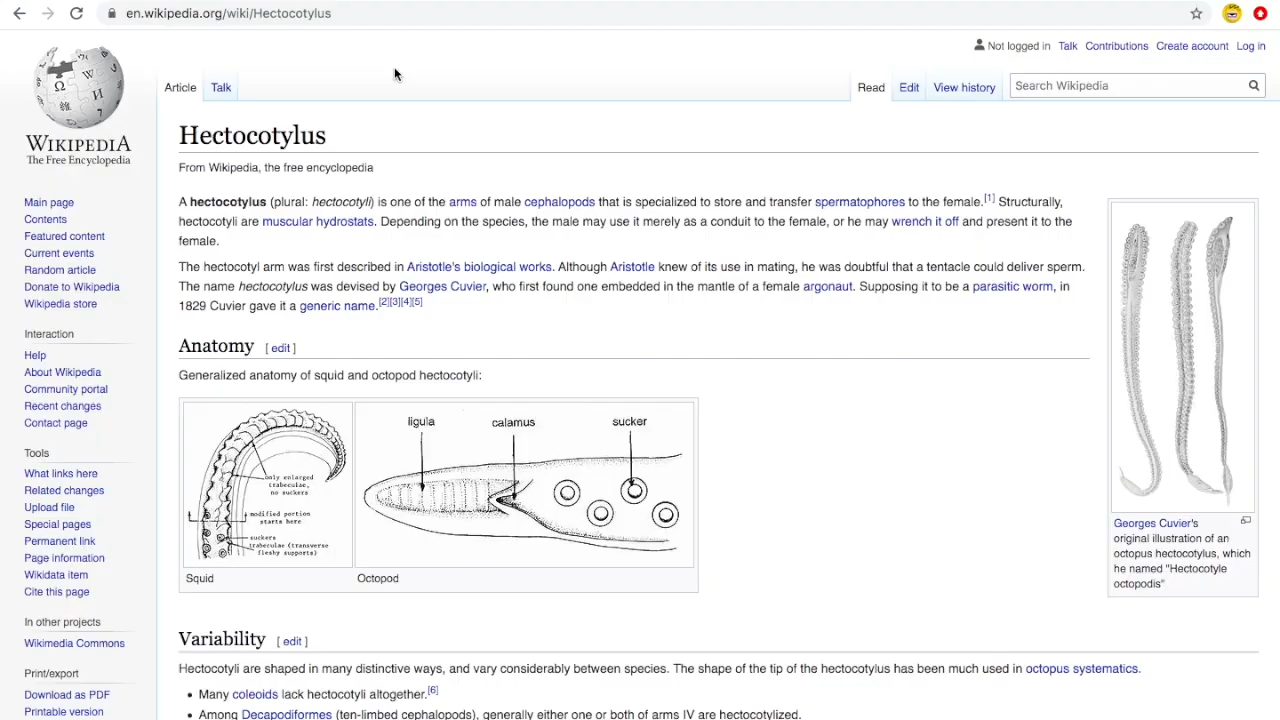 en.wikipedia.org/wiki/Hectocotylus
Not logged in Talk Contributions Create account Log in
Article Talk Read Edit View history Search Wikipedia
WIKIPEDIA
The Free Encyclopedia
Main page
Contents
Featured content
Current events
Random article
Donate to Wikipedia
Wikipedia store
Interaction
Help
About Wikipedia
Community portal
Recent changes
Contact page
Tools
What links here
Related changes
Upload file
Special pages
Permanent link
Page information
Wikidata item
Cite this page
In other projects
Wikimedia Commons
Print/export
Download as PDF
Printable version
Hectocotylus
From Wikipedia, the free encyclopedia
A hectocotylus (plural: hectocotyli) is one of the arms of male cephalopods that is specialized to store and transfer spermatophores to the female.[1] Structurally,
hectocotyli are muscular hydrostats. Depending on the species, the male may use it merely as a conduit to the female, or he may wrench it off and present it to the
female.
The hectocotyl arm was first described in Aristotle's biological works. Although Aristotle knew of its use in mating, he was doubtful that a tentacle could deliver sperm.
The name hectocotylus was devised by Georges Cuvier, who first found one embedded in the mantle of a female argonaut. Supposing it to be a parasitic worm, in
1829 Cuvier gave it a generic name.[2][3][4][5]
Anatomy [ edit ]
Generalized anatomy of squid and octopod hectocotyli:
only enlarged
trabeculae,
no suckers
modified portion
starts here
suckers
trabeculae (transverse
fleshy supports)
Squid
ligula calamus sucker
Octopod
Georges Cuvier's
original illustration of an
octopus hectocotylus, which
he named "Hectocotyle
octopodis"
Variability [ edit ]
Hectocotyli are shaped in many distinctive ways, and vary considerably between species. The shape of the tip of the hectocotylus has been much used in octopus systematics.
• Many coleoids lack hectocotyli altogether.[6]
• Among Decapodiformes (ten-limbed cephalopods), generally either one or both of arms IV are hectocotylized.